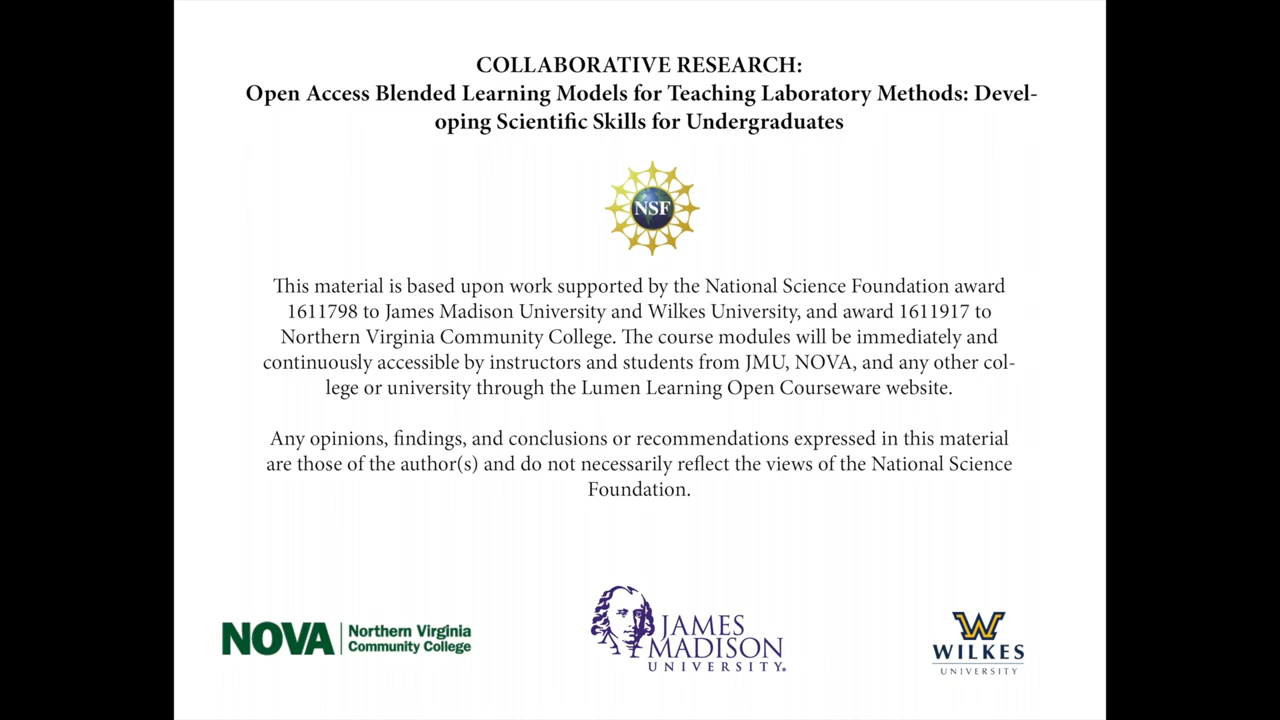 COLLABORATIVE RESEARCH:
Open Access Blended Learning Models for Teaching Laboratory Methods: Devel-
oping Scientific Skills for Undergraduates
NSF
This material is based upon work supported by the National Science Foundation award
1611798 to James Madison University and Wilkes University, and award 1611917 to
Northern Virginia Community College. The course modules will be immediately and
continuously accessible by instructors and students from JMU, NOVA, and any other col-
lege or university through the Lumen Learning Open Courseware website.
Any opinions, findings, and conclusions or recommendations expressed in this material
are those of the author(s) and do not necessarily reflect the views of the National Science
Foundation.
NOVA
Northern Virginia
Community College
JAMES
MADISON
UNIVERSITY®
W
WILKES
UNIVERSITY